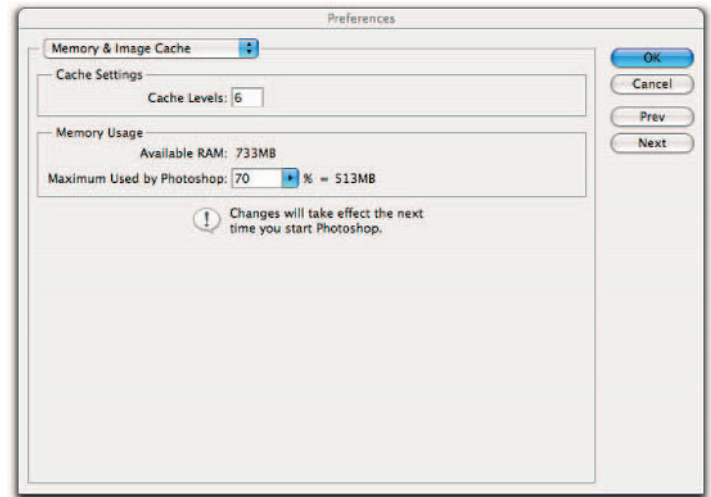 Preferences
Memory & Image Cache
OK
Cancel
Prev
Next
Cache Settings
Cache Levels: 6
Memory Usage
Available RAM: 733MB
Maximum Used by Photoshop: 70 % = 513MB
Changes will take effect the next
time you start Photoshop.